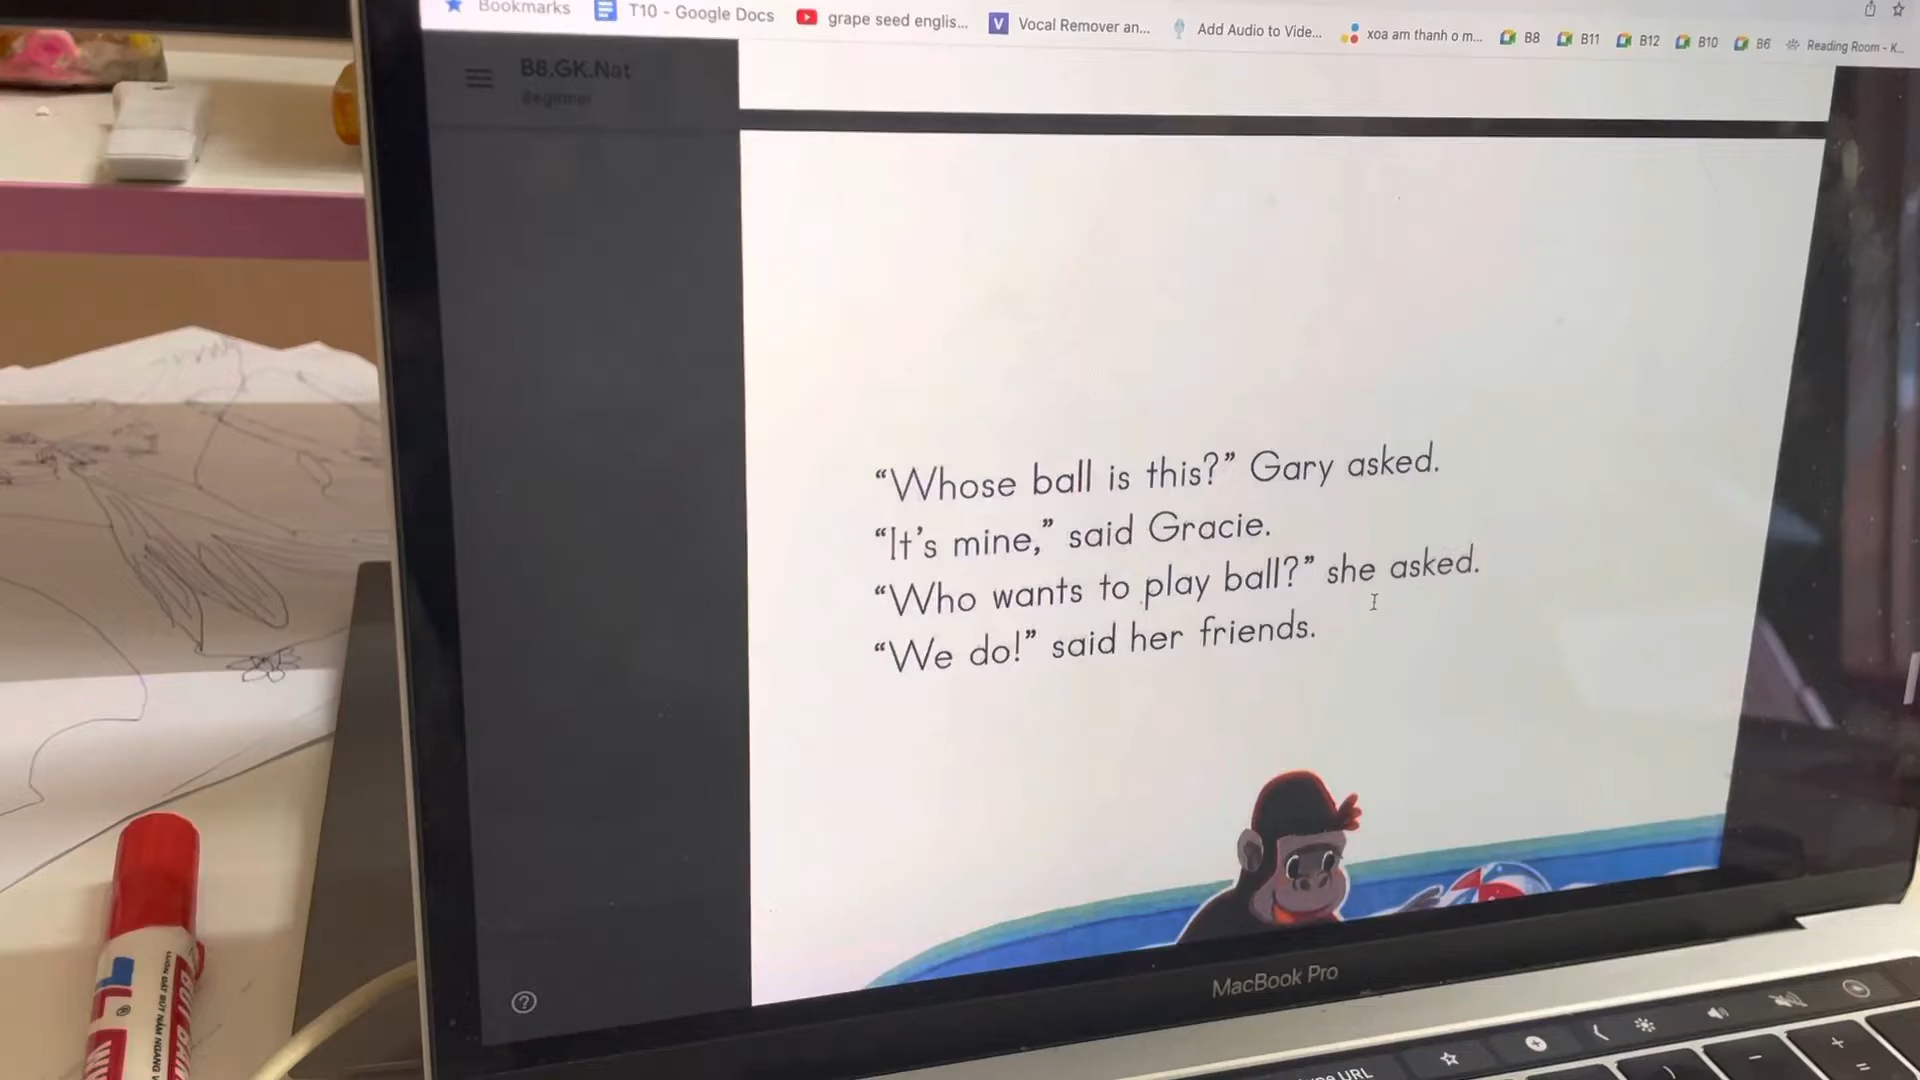 Bookmarks T10 - Google Docs grape seed englis... Vocal Remover an... Add Audio to Vide... xoa am thanh o m... B8 B11 B12 B10 B6 Reading Room - K...
B8.GK.Nat
Beginner
“Whose ball is this?” Gary asked.
“It’s mine,” said Gracie.
“Who wants to play ball?” she asked.
“We do!” said her friends.
MacBook Pro
URL